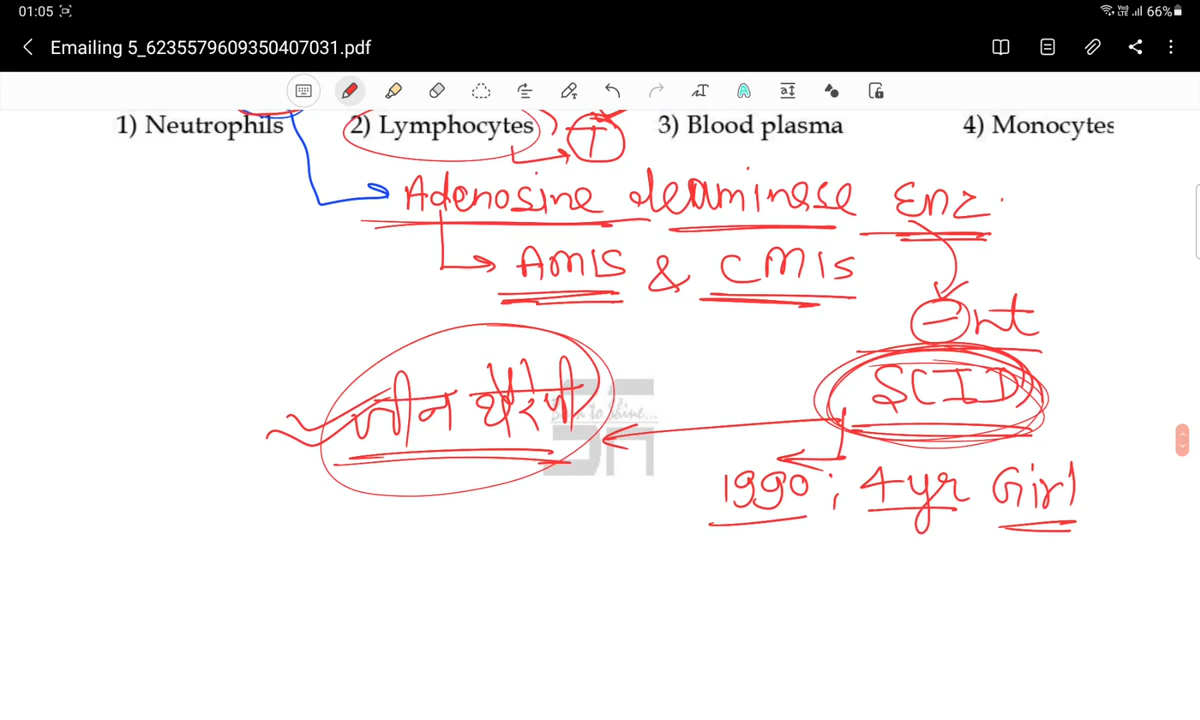 01:05 66%
Emailing 5_6235579609350407031.pdf
1) Neutrophils 2) Lymphocytes T 3) Blood plasma 4) Monocytes
Adenosine deaminase Enz.
AMIS & CMIS
SCID
जीन थेरेपी
1990; 4yr Girl